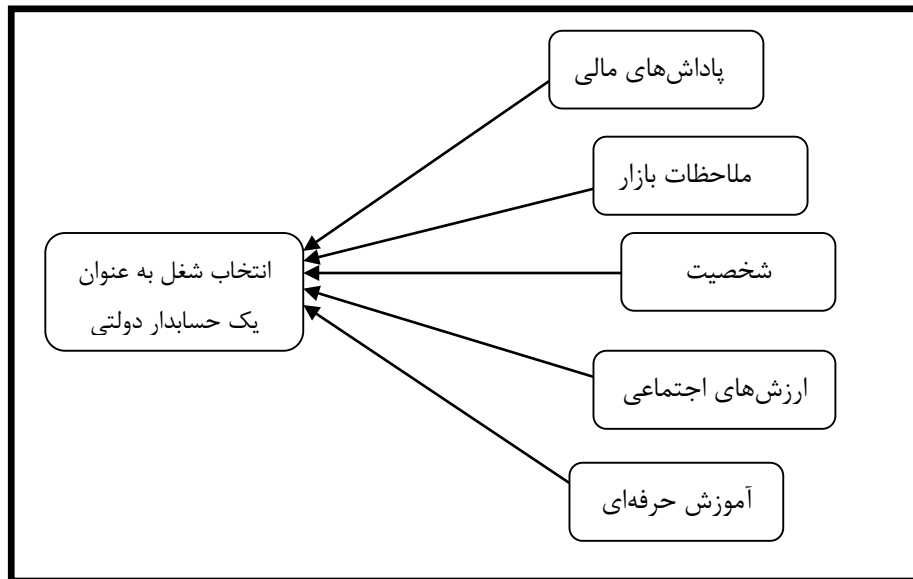 پاداش‌های مالی
ملاحظات بازار
شخصیت
انتخاب شغل به عنوان
یک حسابدار دولتی
ارزش‌های اجتماعی
آموزش حرفه‌ای